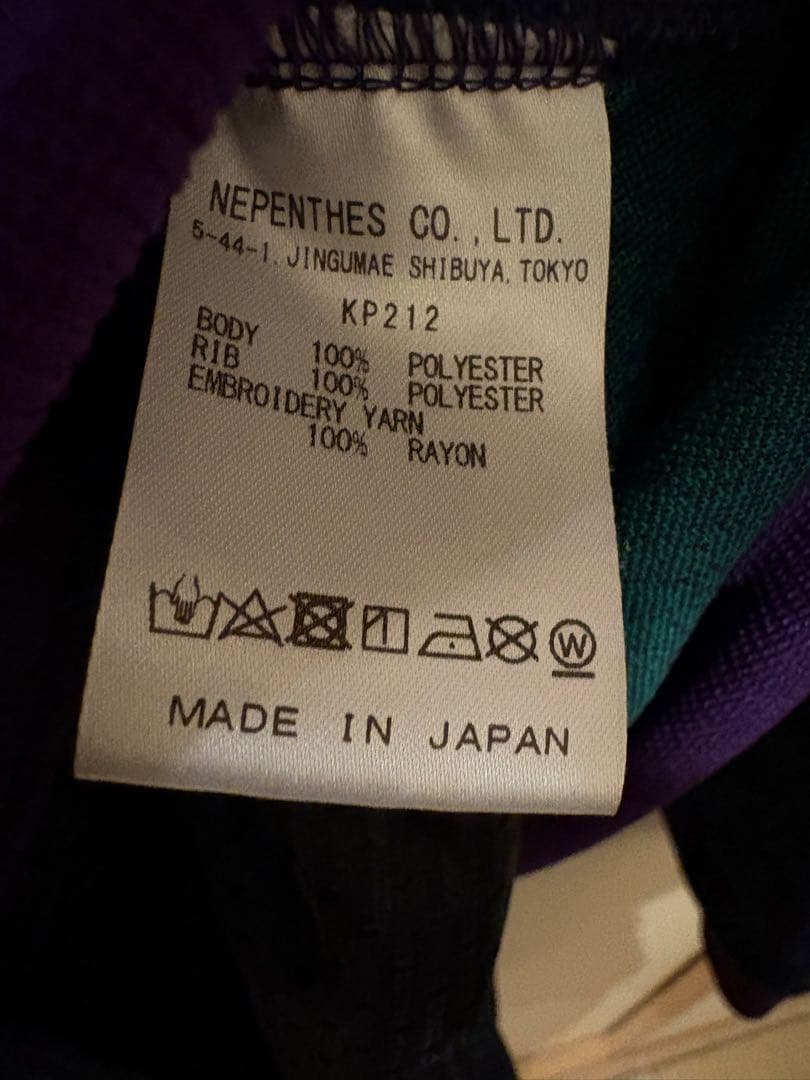 NEPENTHES CO., LTD.
5-44-1. JINGUMAE SHIBUYA, TOKYO
KP212
BODY 100% POLYESTER
RIB 100% POLYESTER
EMBROIDERY YARN
100% RAYON
W
MADE IN JAPAN